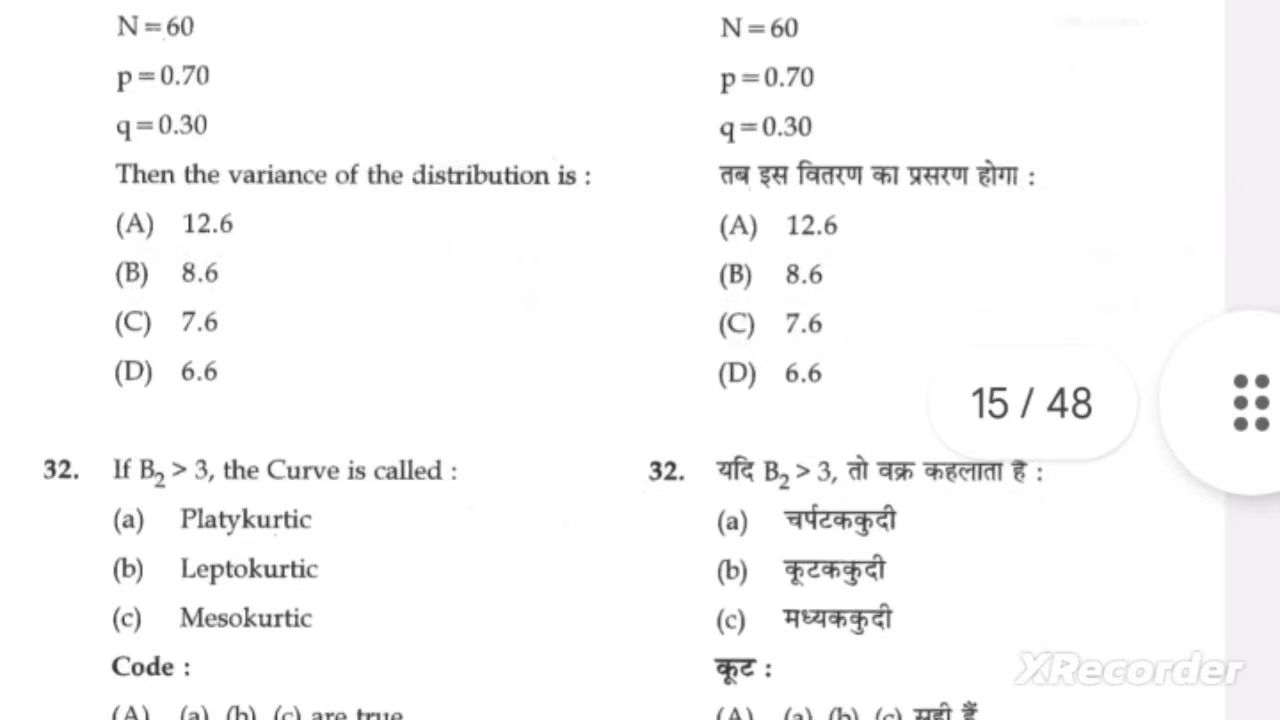 N=60
p=0.70
q=0.30
Then the variance of the distribution is :
(A) 12.6
(B) 8.6
(C) 7.6
(D) 6.6
32. If B₂ > 3, the Curve is called :
(a) Platykurtic
(b) Leptokurtic
(c) Mesokurtic
Code :
(A) (a), (b), (c) are true
N=60
p=0.70
q=0.30
तब इस वितरण का प्रसरण होगा :
(A) 12.6
(B) 8.6
(C) 7.6
(D) 6.6
32. यदि B₂ > 3, तो वक्र कहलाता है :
(a) चर्पटककुदी
(b) कूटककुदी
(c) मध्यककुदी
कूट :
(A) (a), (b), (c) सही हैं
15 / 48
XRecorder